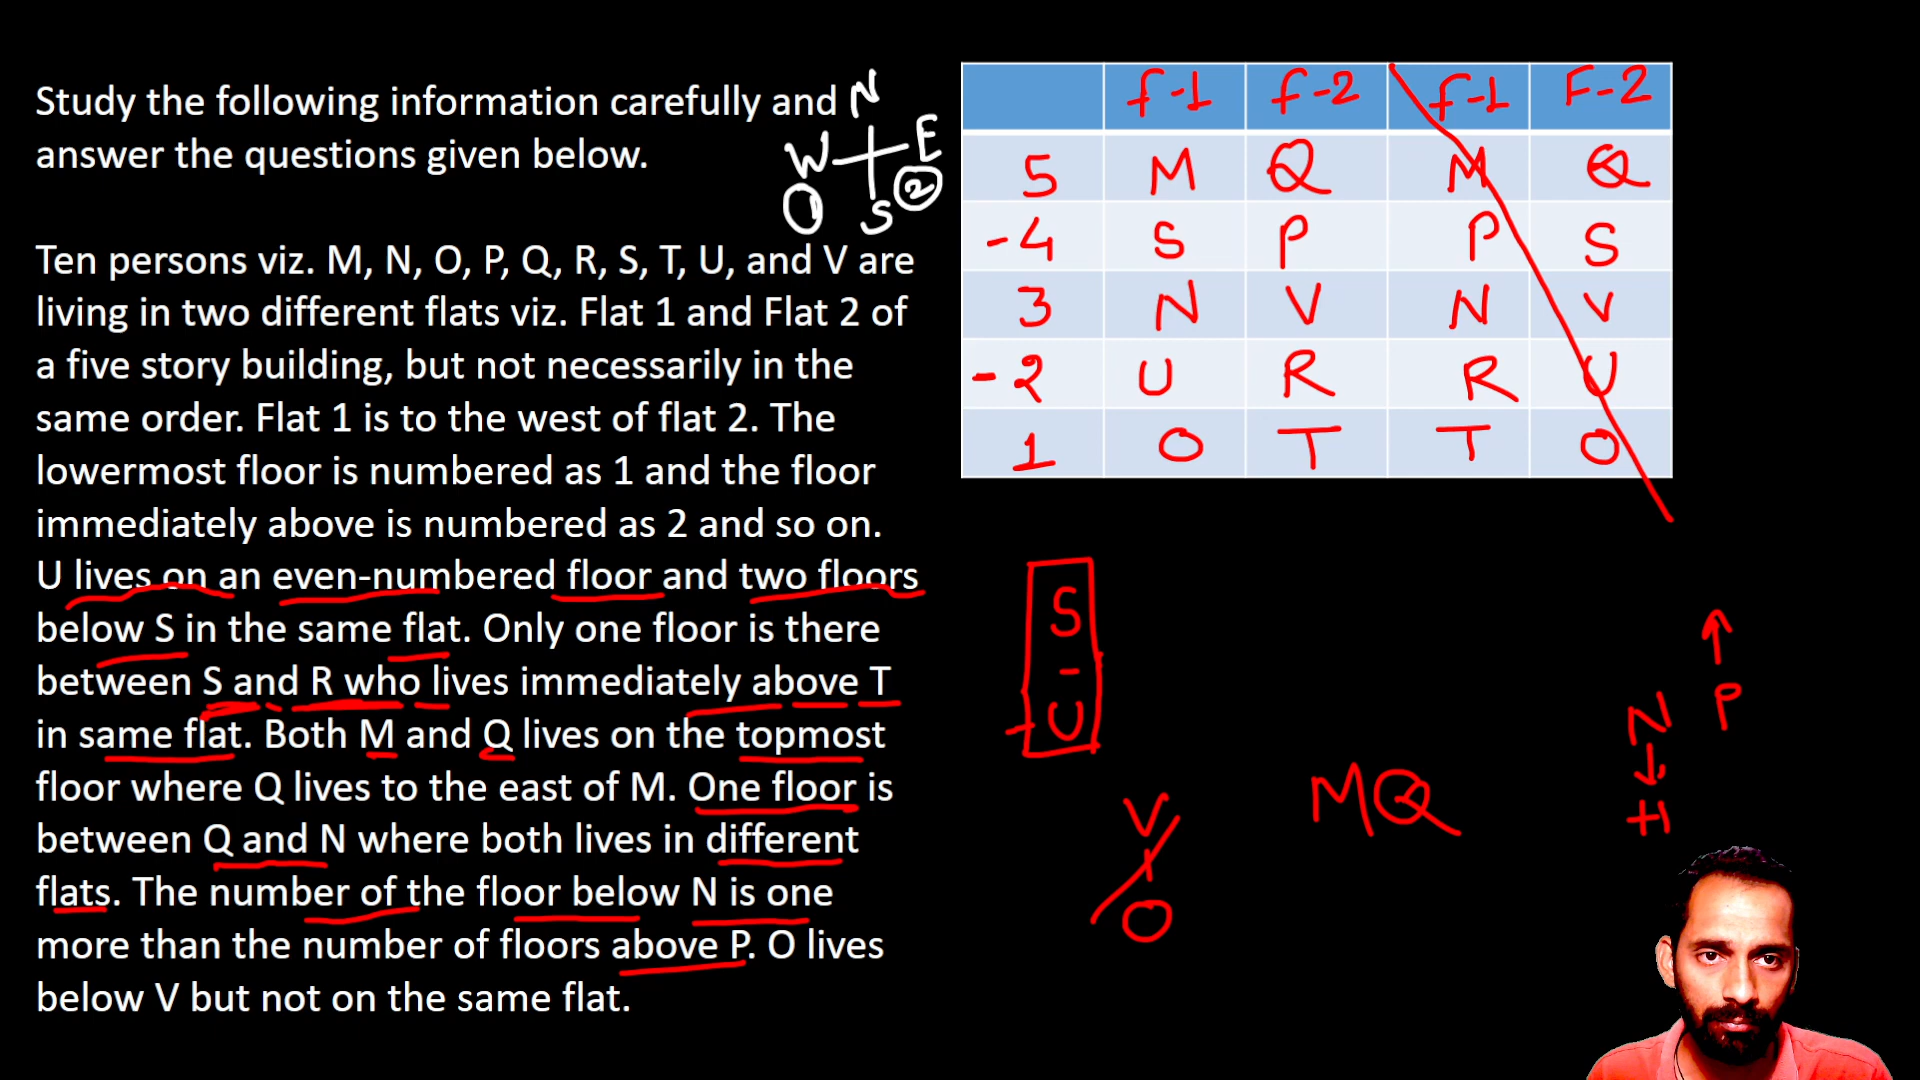 Study the following information carefully and
answer the questions given below.
N
W E
S
2
Ten persons viz. M, N, O, P, Q, R, S, T, U, and V are
living in two different flats viz. Flat 1 and Flat 2 of
a five story building, but not necessarily in the
same order. Flat 1 is to the west of flat 2. The
lowermost floor is numbered as 1 and the floor
immediately above is numbered as 2 and so on.
U lives on an even-numbered floor and two floors
below S in the same flat. Only one floor is there
between S and R who lives immediately above T
in same flat. Both M and Q lives on the topmost
floor where Q lives to the east of M. One floor is
between Q and N where both lives in different
flats. The number of the floor below N is one
more than the number of floors above P. O lives
below V but not on the same flat.
f-1 f-2 f-1 F-2
5 M Q M Q
-4 S P P S
3 N V N V
-2 U R R U
1 O T T O
S
-
-U
V
O
MQ
N
P